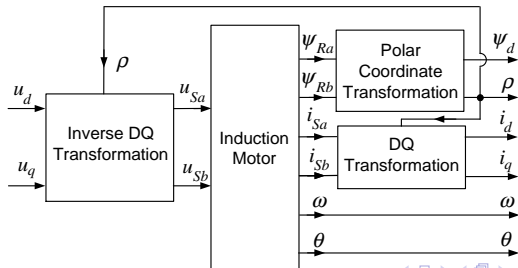 ρ
u_d
u_q
Inverse DQ
Transformation
u_Sa
u_Sb
Induction
Motor
ψ_Ra
ψ_Rb
i_Sa
i_Sb
ω
θ
Polar
Coordinate
Transformation
DQ
Transformation
ψ_d
ρ
i_d
i_q
ω
θ